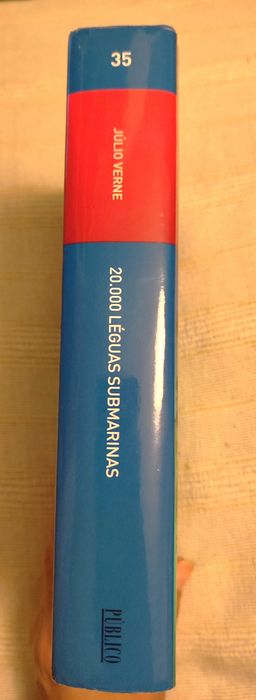 35
JÚLIO VERNE
20.000 LÉGUAS SUBMARINAS
PÚBLICO